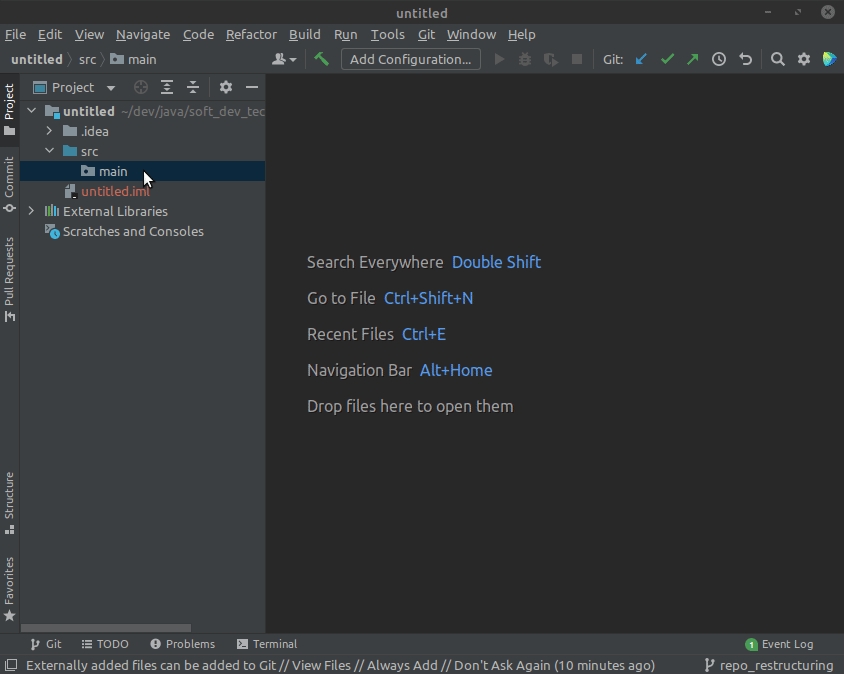 untitled
File Edit View Navigate Code Refactor Build Run Tools Git Window Help
untitled src main Add Configuration... Git:
Project
untitled ~/dev/java/soft_dev_tec
.idea
src
main
untitled.iml
External Libraries
Scratches and Consoles
Project
Commit
Pull Requests
Structure
Favorites
Search Everywhere Double Shift
Go to File Ctrl+Shift+N
Recent Files Ctrl+E
Navigation Bar Alt+Home
Drop files here to open them
Git TODO Problems Terminal 1 Event Log
Externally added files can be added to Git // View Files // Always Add // Don't Ask Again (10 minutes ago) repo_restructuring